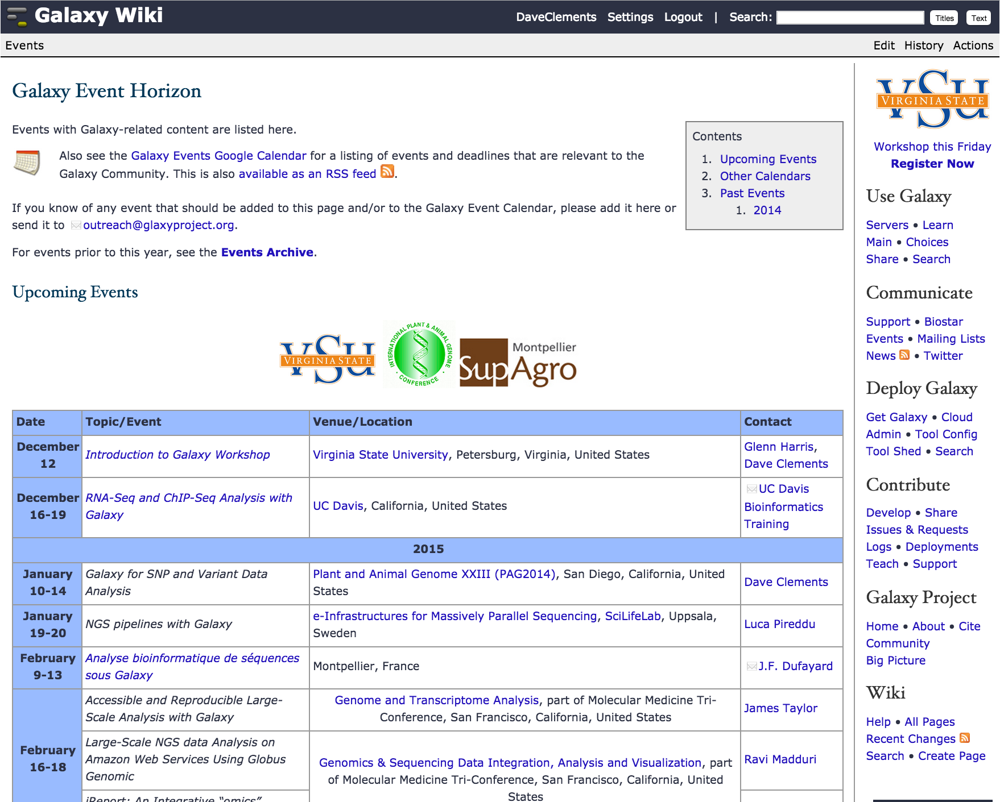 Galaxy Wiki
DaveClements Settings Logout | Search: Titles Text
Events
Edit History Actions
Galaxy Event Horizon
Events with Galaxy-related content are listed here.
Also see the Galaxy Events Google Calendar for a listing of events and deadlines that are relevant to the
Galaxy Community. This is also available as an RSS feed .
If you know of any event that should be added to this page and/or to the Galaxy Event Calendar, please add it here or
send it to outreach@glaxyproject.org.
For events prior to this year, see the Events Archive.
Contents
1. Upcoming Events
2. Other Calendars
3. Past Events
1. 2014
Upcoming Events
VSU
VIRGINIA STATE
INTERNATIONAL PLANT & ANIMAL GENOME
• CONFERENCE •
Montpellier
SupAgro
Date Topic/Event Venue/Location Contact
December
12
Introduction to Galaxy Workshop
Virginia State University, Petersburg, Virginia, United States
Glenn Harris,
Dave Clements
December
16-19
RNA-Seq and ChIP-Seq Analysis with
Galaxy
UC Davis, California, United States
UC Davis
Bioinformatics
Training
2015
January
10-14
Galaxy for SNP and Variant Data
Analysis
Plant and Animal Genome XXIII (PAG2014), San Diego, California, United
States
Dave Clements
January
19-20
NGS pipelines with Galaxy
e-Infrastructures for Massively Parallel Sequencing, SciLifeLab, Uppsala,
Sweden
Luca Pireddu
February
9-13
Analyse bioinformatique de séquences
sous Galaxy
Montpellier, France
J.F. Dufayard
February
16-18
Accessible and Reproducible Large-
Scale Analysis with Galaxy
Genome and Transcriptome Analysis, part of Molecular Medicine Tri-
Conference, San Francisco, California, United States
James Taylor
Large-Scale NGS data Analysis on
Amazon Web Services Using Globus
Genomic
Genomics & Sequencing Data Integration, Analysis and Visualization, part
of Molecular Medicine Tri-Conference, San Francisco, California, United
States
Ravi Madduri
iReport: An Integrative “omics”
VSU
VIRGINIA STATE
Workshop this Friday
Register Now
Use Galaxy
Servers • Learn
Main • Choices
Share • Search
Communicate
Support • Biostar
Events • Mailing Lists
News • Twitter
Deploy Galaxy
Get Galaxy • Cloud
Admin • Tool Config
Tool Shed • Search
Contribute
Develop • Share
Issues & Requests
Logs • Deployments
Teach • Support
Galaxy Project
Home • About • Cite
Community
Big Picture
Wiki
Help • All Pages
Recent Changes
Search • Create Page